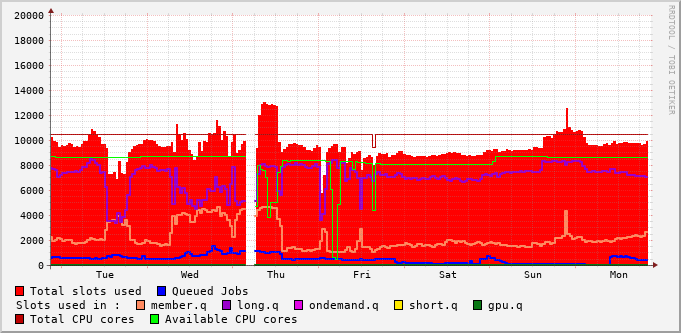 20000
18000
16000
14000
12000
10000
8000
6000
4000
2000
0
Tue Wed Thu Fri Sat Sun Mon
RRDTOOL / TOBI OETIKER
Total slots used Queued Jobs
Slots used in : member.q long.q ondemand.q short.q gpu.q
Total CPU cores Available CPU cores